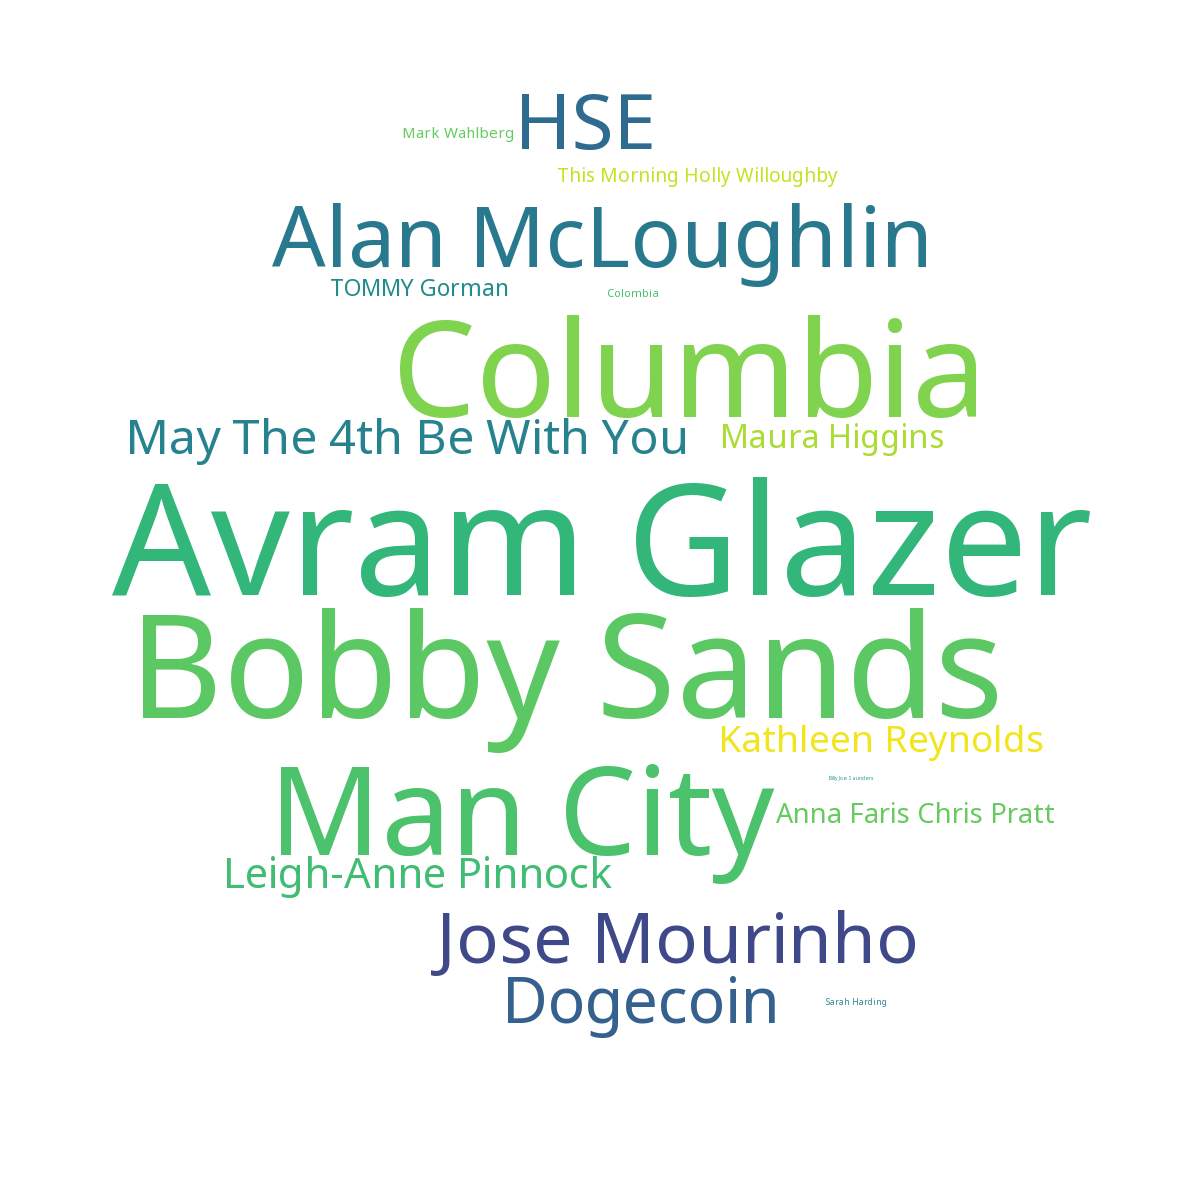 HSE
Mark Wahlberg
This Morning Holly Willoughby
Alan McLoughlin
TOMMY Gorman
Colombia
Columbia
May The 4th Be With You
Maura Higgins
Avram Glazer
Bobby Sands
Kathleen Reynolds
Man City
Billy Joe
Anna Faris Chris Pratt
Leigh-Anne Pinnock
Jose Mourinho
Dogecoin
Sarah Harding